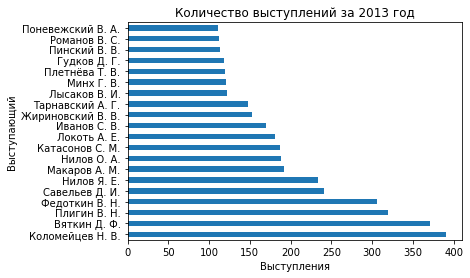 Количество выступлений за 2013 год
Выступающий
Поневежский В. А.
Романов В. С.
Пинский В. В.
Гудков Д. Г.
Плетнёва Т. В.
Минх Г. В.
Лысаков В. И.
Тарнавский А. Г.
Жириновский В. В.
Иванов С. В.
Локоть А. Е.
Катасонов С. М.
Нилов О. А.
Макаров А. М.
Нилов Я. Е.
Савельев Д. И.
Федоткин В. Н.
Плигин В. Н.
Вяткин Д. Ф.
Коломейцев Н. В.
0 50 100 150 200 250 300 350 400
Выступления